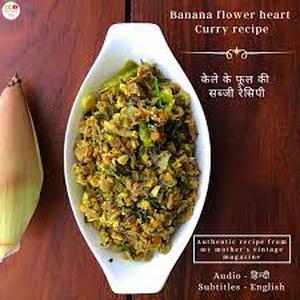 Banana flower heart
Curry recipe
केले के फूल की
सब्जी रेसिपी
Authentic recipe from
my mother's vintage
magazine
Audio - हिन्दी
Subtitles - English